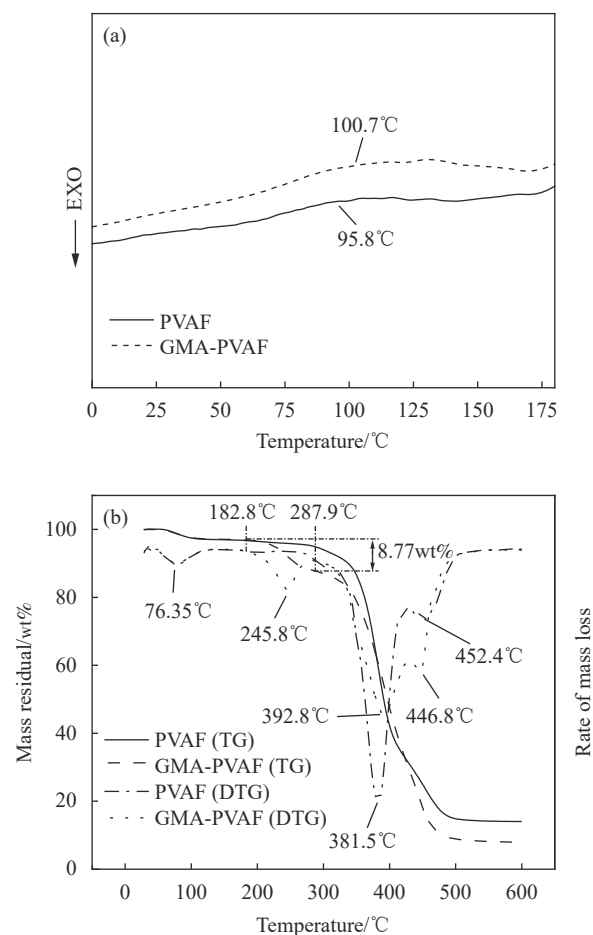 (a)
100.7℃
EXO
95.8℃
PVAF
GMA-PVAF
0 25 50 75 100 125 150 175
Temperature/℃
(b)
182.8℃ 287.9℃
100
8.77wt%
80
76.35℃
245.8℃
452.4℃
60
392.8℃
446.8℃
40
PVAF (TG)
GMA-PVAF (TG)
20
PVAF (DTG)
GMA-PVAF (DTG)
381.5℃
0
Mass residual/wt%
Rate of mass loss
0 100 200 300 400 500 600
Temperature/℃